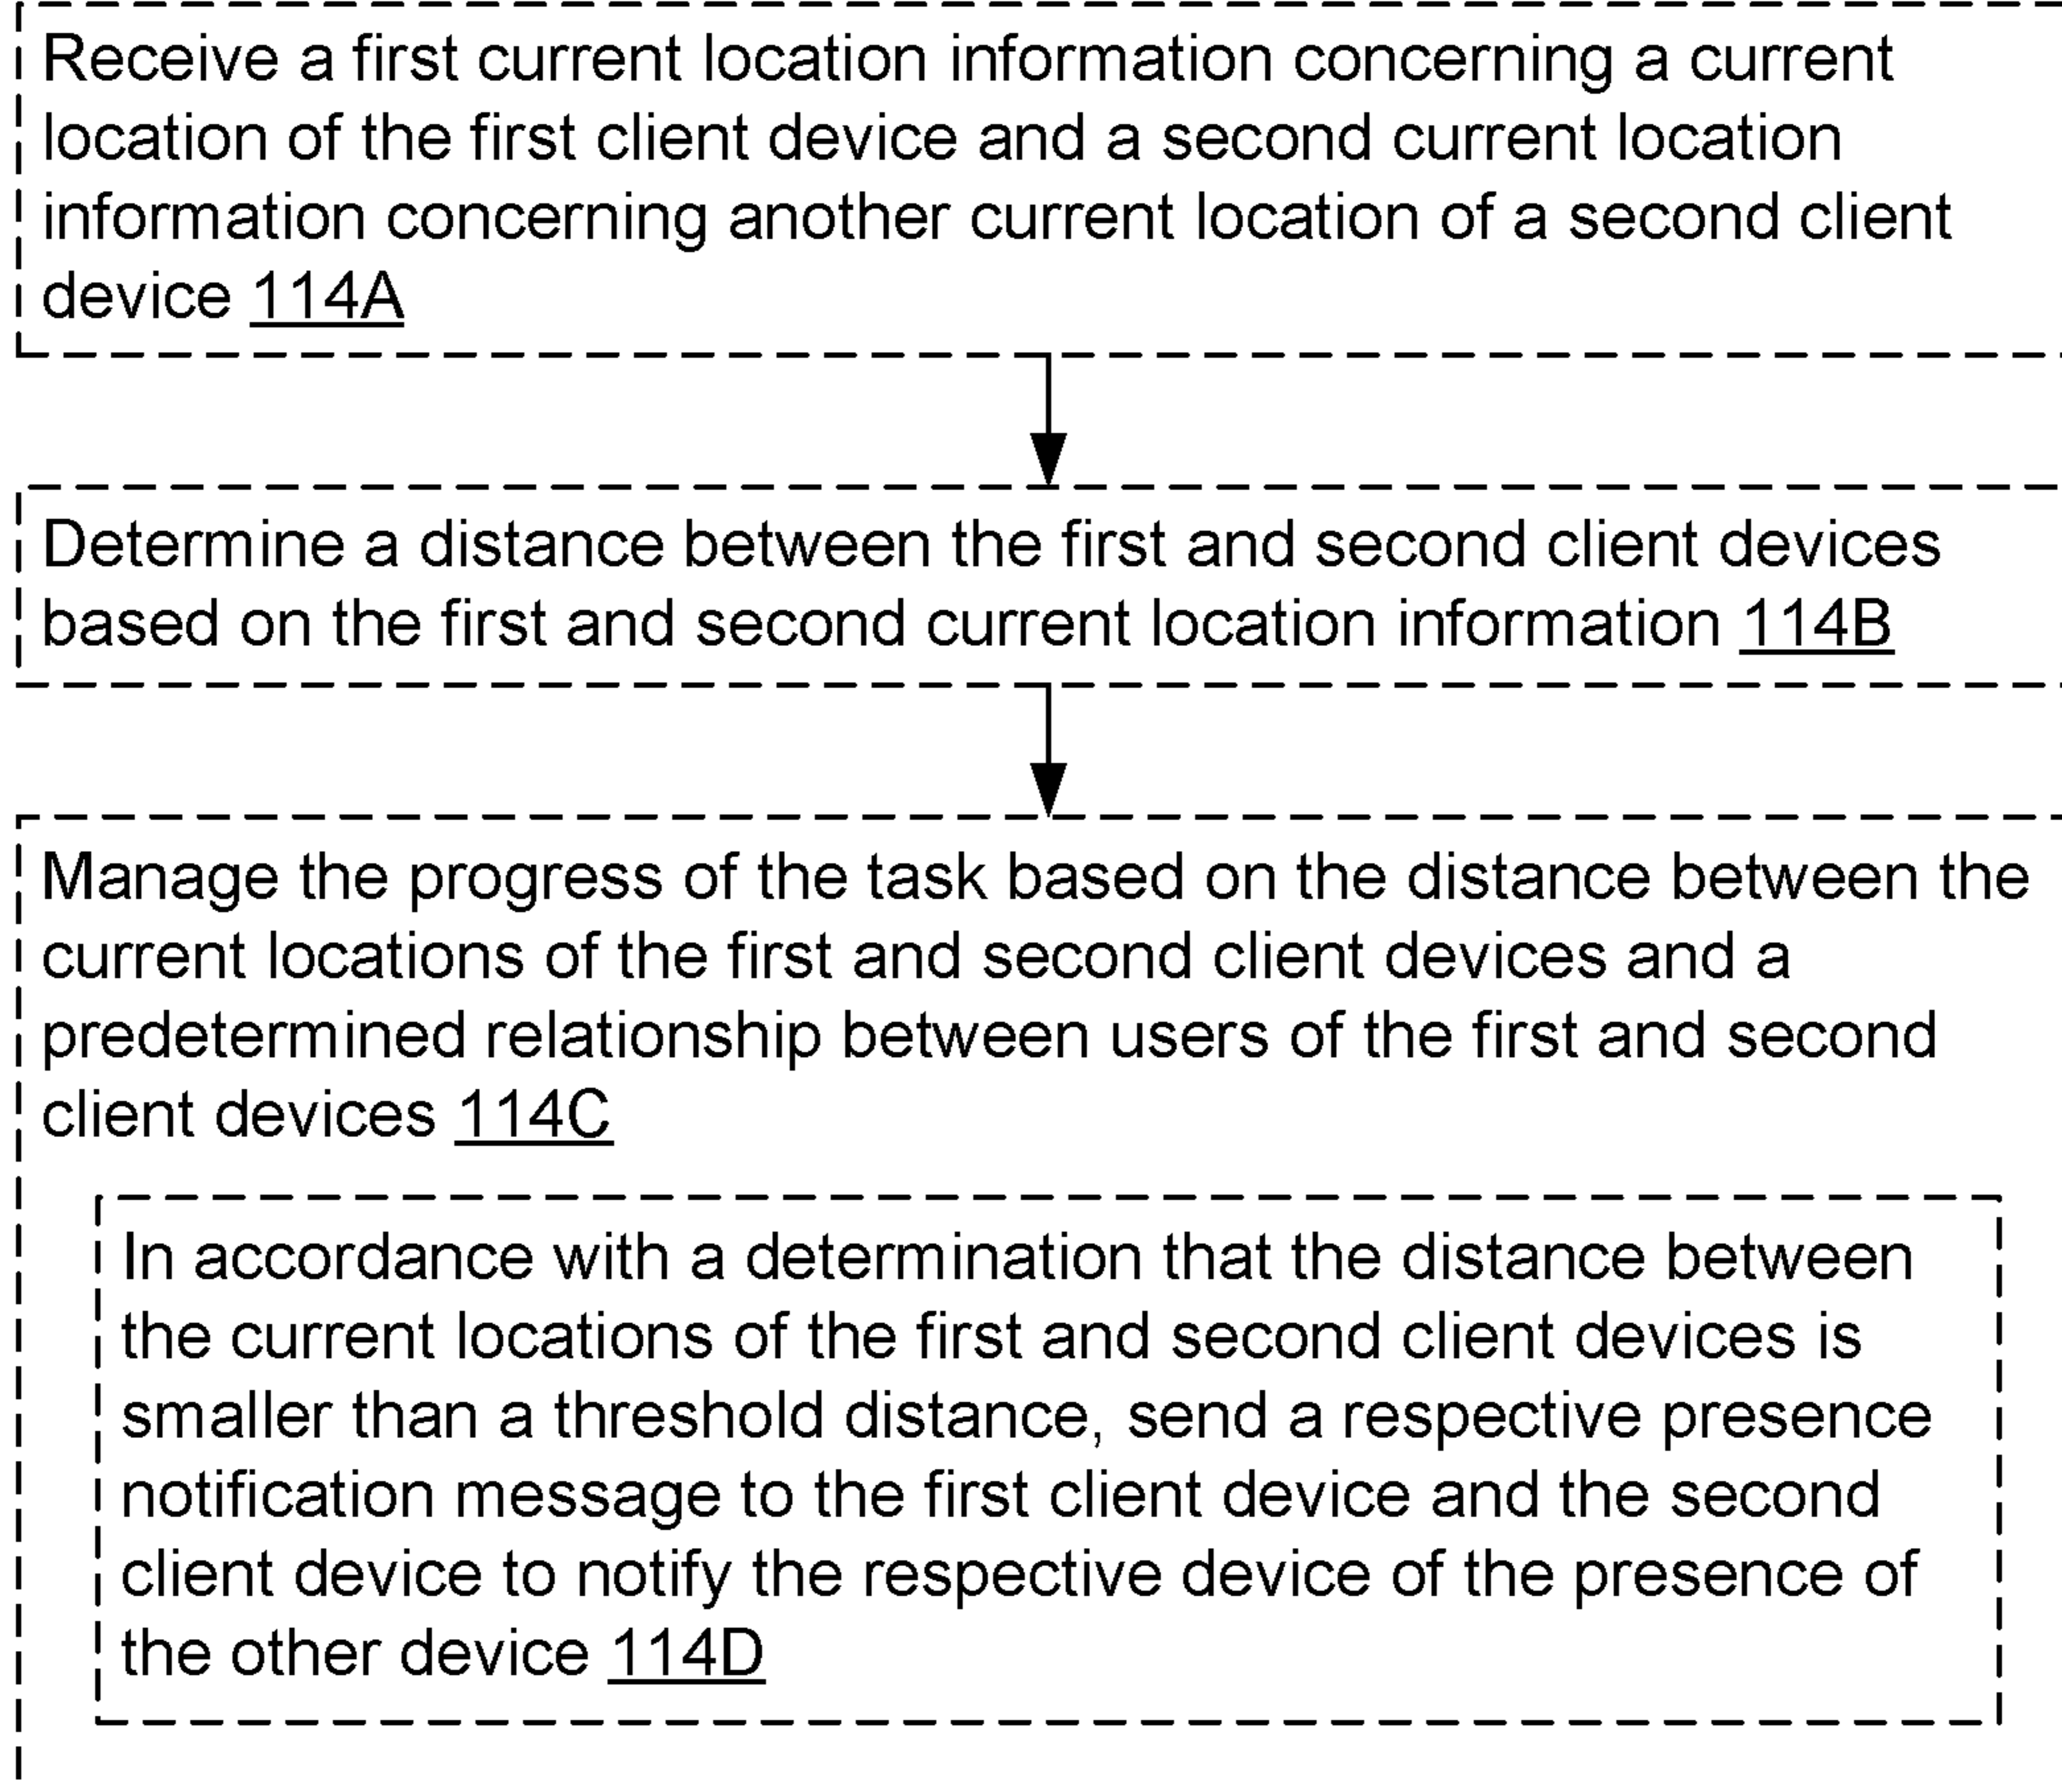 Receive a first current location information concerning a current
location of the first client device and a second current location
information concerning another current location of a second client
device 114A
Determine a distance between the first and second client devices
based on the first and second current location information 114B
Manage the progress of the task based on the distance between the
current locations of the first and second client devices and a
predetermined relationship between users of the first and second
client devices 114C
In accordance with a determination that the distance between
the current locations of the first and second client devices is
smaller than a threshold distance, send a respective presence
notification message to the first client device and the second
client device to notify the respective device of the presence of
the other device 114D